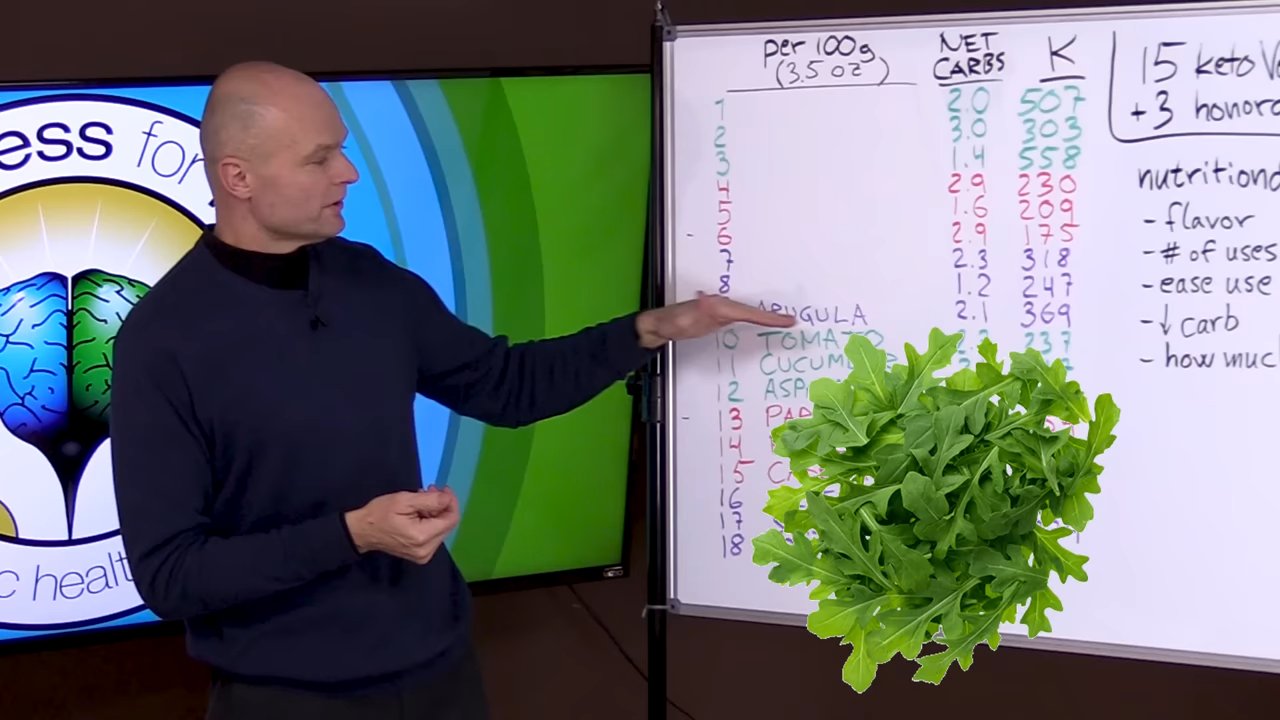 ess for
c healt
VIZIO
per 100g
(3.5 oz)
NET
CARBS
K
1 2.0 507
2 3.0 303
3 1.4 558
4 2.9 230
5 1.6 209
6 2.9 175
7 2.3 318
8 1.2 247
ARUGULA 2.1 369
10 TOMATO 237
11 CUCUM
12 ASP
13
14
15
16
17
18
15 keto Ve
+3 honora
nutritiona
- flavor
- # of uses
- ease use
- ↓ carb
- how muc